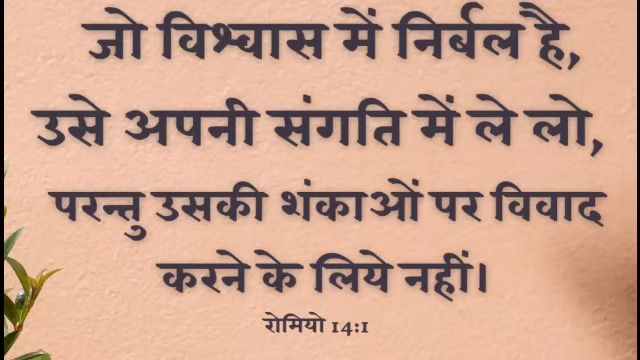 जो विश्वास में निर्बल है,
उसे अपनी संगति में ले लो,
परन्तु उसकी शंकाओं पर विवाद
करने के लिये नहीं।
रोमियो 14:1